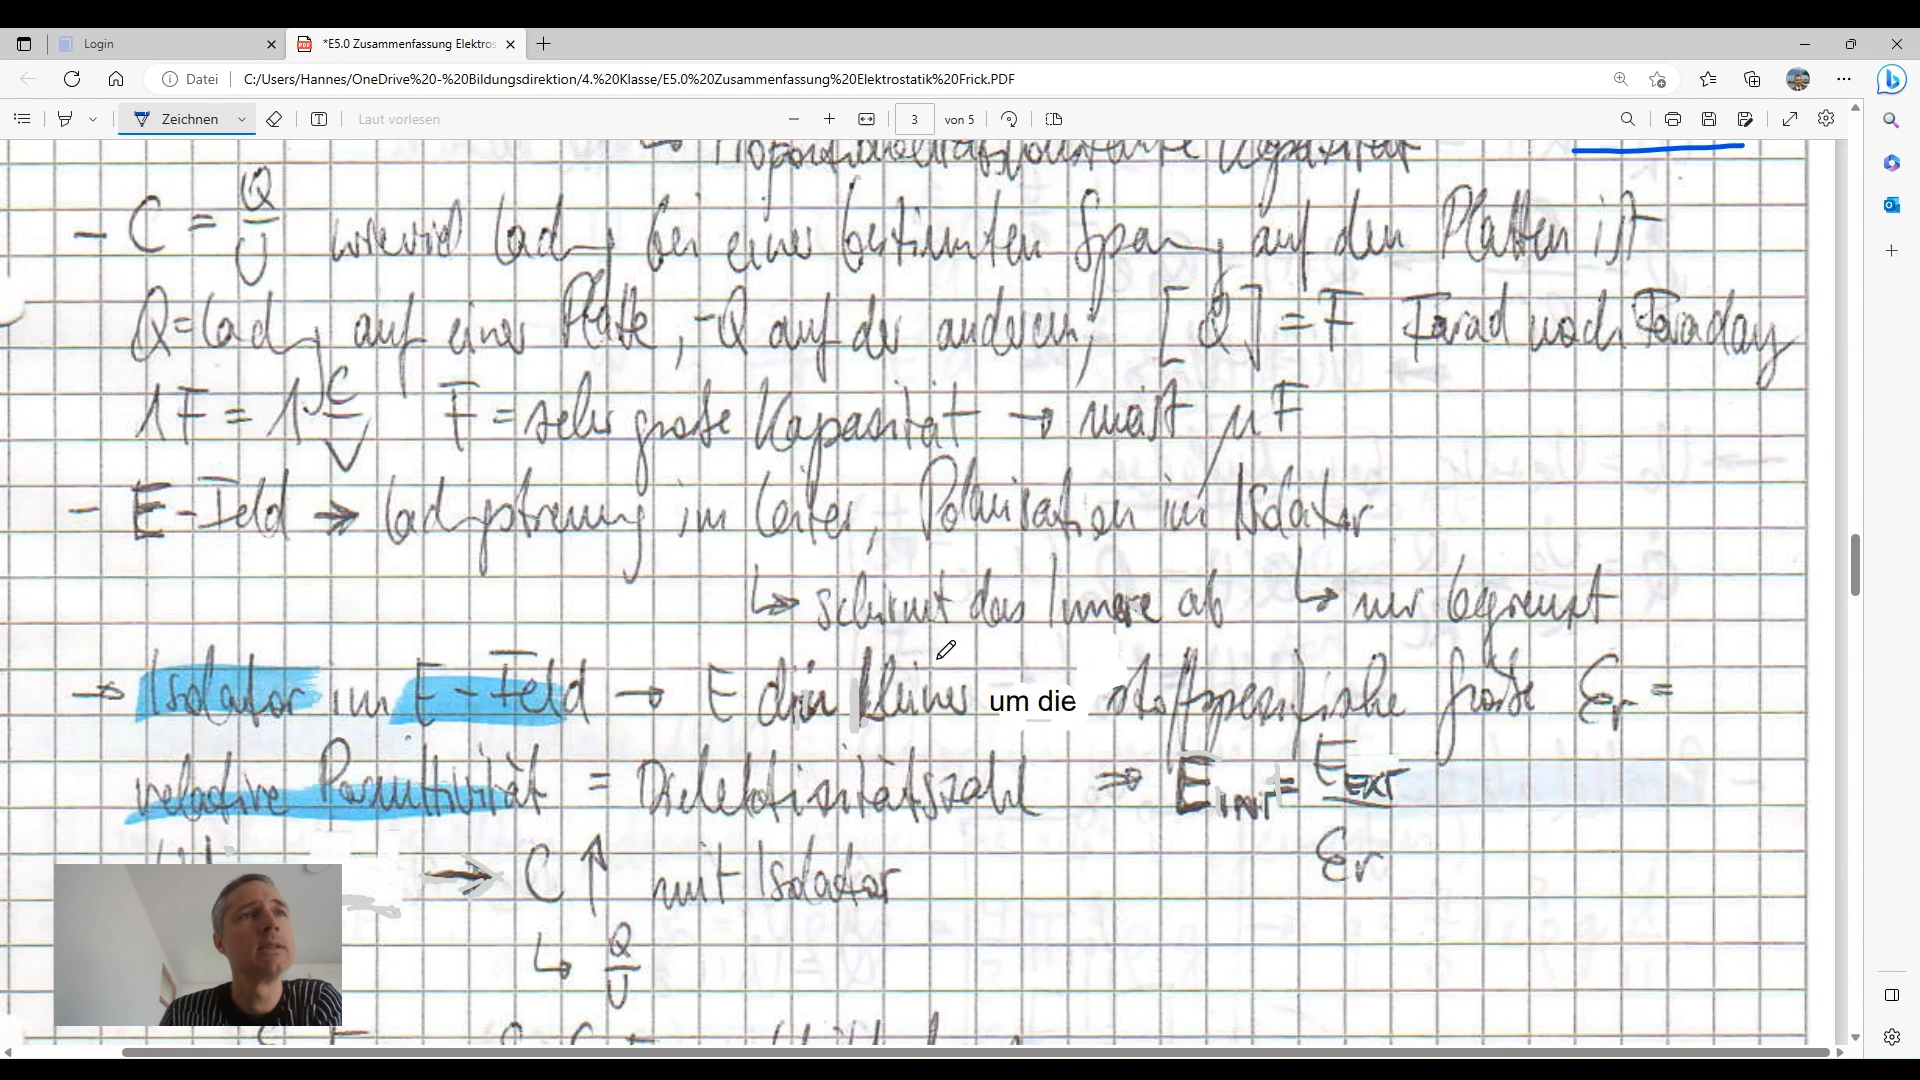 Login
*E5.0 Zusammenfassung Elektros
Datei
C:/Users/Hannes/OneDrive%20-%20Bildungsdirektion/4.%20Klasse/E5.0%20Zusammenfassung%20Elektrostatik%20Frick.PDF
Zeichnen
Laut vorlesen
3 von 5
→ Proportionalitätskonstante Kapazität
- C = Q/U wieviel Ladung bei einer bestimmten Spannung auf den Platten ist
Q = Ladung auf einer Platte, -Q auf der anderen; [Q] = F Farad nach Faraday
1F = 1 C/V F = sehr große Kapazität → meist µF
- E-Feld → Ladungstrennung im Leiter, Polarisation im Isolator
↳ schirmt das Innere ab ↳ nur begrenzt
→ Isolator im E-Feld → E drin kleiner um die stoffspezifische Größe εr =
relative Permittivität = Dielektrizitätszahl ⇒ EINT = EEXT/εr
→ C ↑ mit Isolator
↳ Q/U